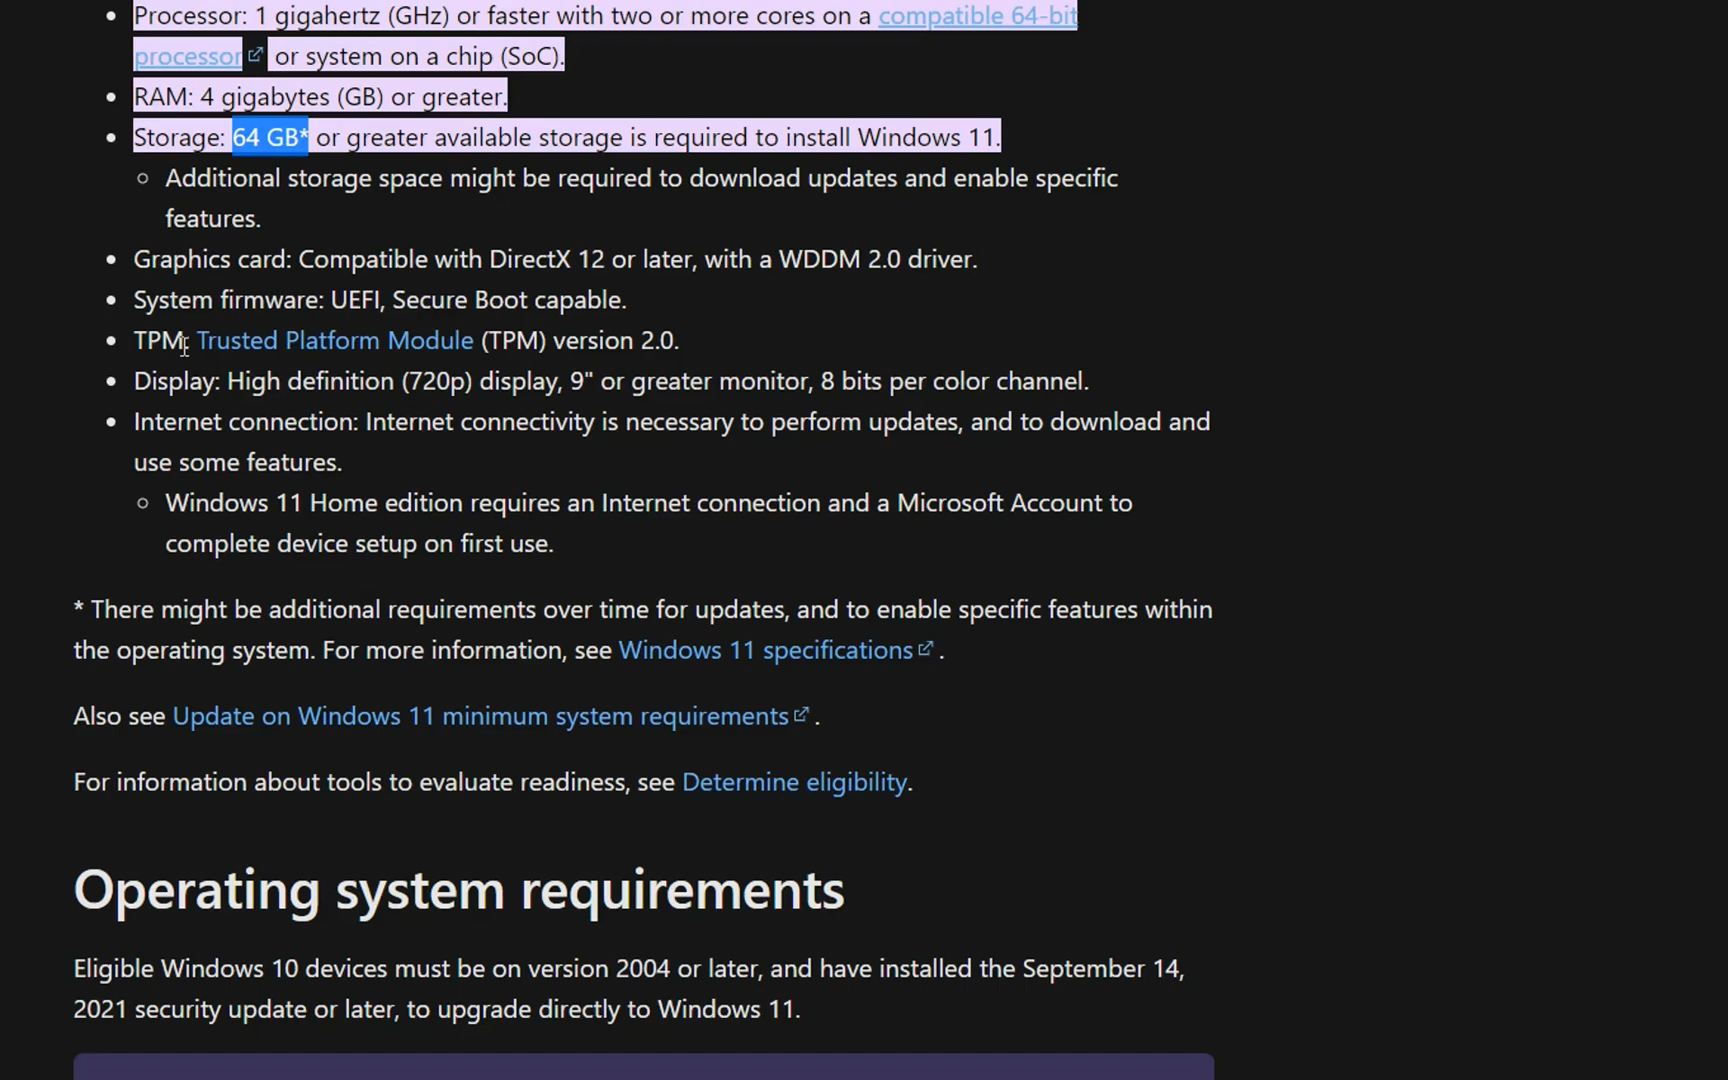 Processor: 1 gigahertz (GHz) or faster with two or more cores on a compatible 64-bit
processor or system on a chip (SoC).
RAM: 4 gigabytes (GB) or greater.
Storage: 64 GB* or greater available storage is required to install Windows 11.
Additional storage space might be required to download updates and enable specific
features.
Graphics card: Compatible with DirectX 12 or later, with a WDDM 2.0 driver.
System firmware: UEFI, Secure Boot capable.
TPM: Trusted Platform Module (TPM) version 2.0.
Display: High definition (720p) display, 9" or greater monitor, 8 bits per color channel.
Internet connection: Internet connectivity is necessary to perform updates, and to download and
use some features.
Windows 11 Home edition requires an Internet connection and a Microsoft Account to
complete device setup on first use.
* There might be additional requirements over time for updates, and to enable specific features within
the operating system. For more information, see Windows 11 specifications .
Also see Update on Windows 11 minimum system requirements .
For information about tools to evaluate readiness, see Determine eligibility.
Operating system requirements
Eligible Windows 10 devices must be on version 2004 or later, and have installed the September 14,
2021 security update or later, to upgrade directly to Windows 11.